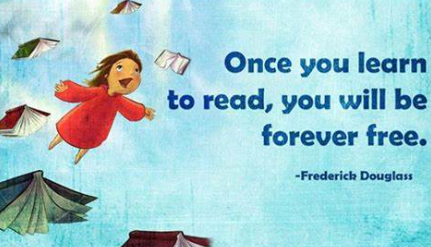 Once you learn
to read, you will be
forever free.
-Frederick Douglass